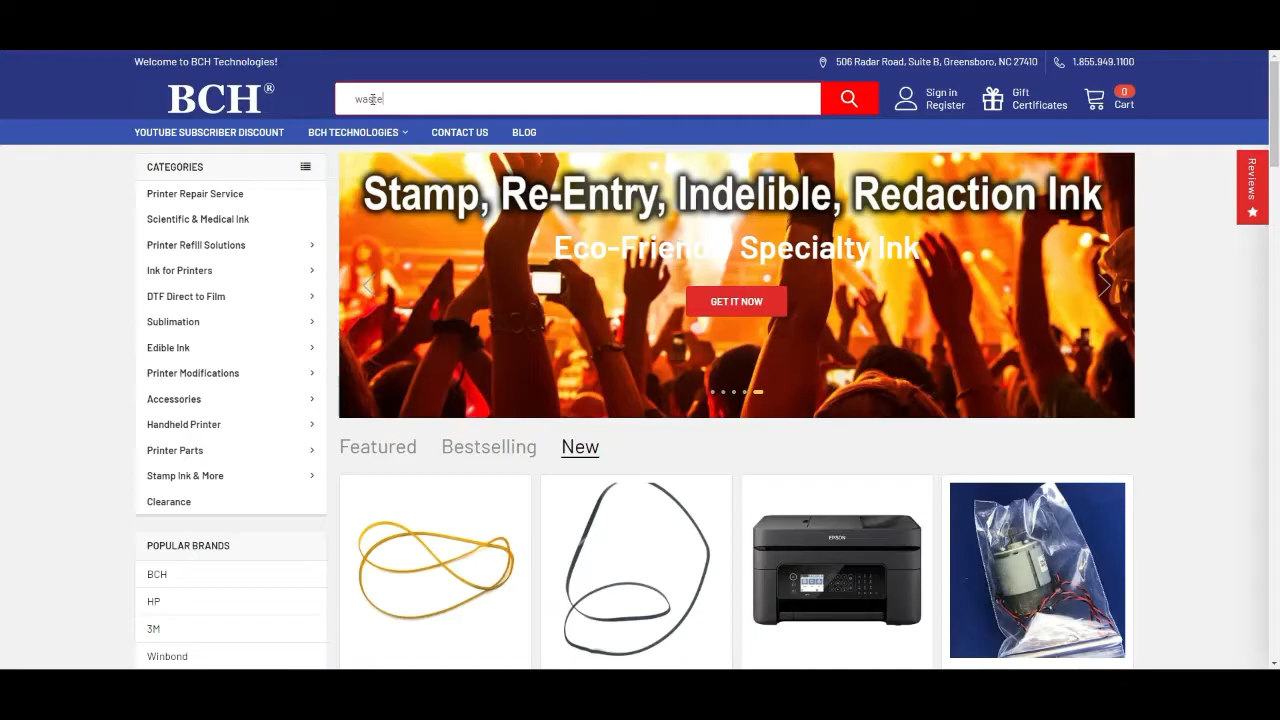 Welcome to BCH Technologies!
506 Radar Road, Suite B, Greensboro, NC 27410
1.855.949.1100
BCH®
waste
Sign in
Register
Gift
Certificates
0
Cart
YOUTUBE SUBSCRIBER DISCOUNT
BCH TECHNOLOGIES
CONTACT US
BLOG
CATEGORIES
Printer Repair Service
Scientific & Medical Ink
Printer Refill Solutions
Ink for Printers
DTF Direct to Film
Sublimation
Edible Ink
Printer Modifications
Accessories
Handheld Printer
Printer Parts
Stamp Ink & More
Clearance
POPULAR BRANDS
BCH
HP
3M
Winbond
Stamp, Re-Entry, Indelible, Redaction Ink
Eco-Friendly Specialty Ink
GET IT NOW
Reviews
Featured
Bestselling
New
EPSON